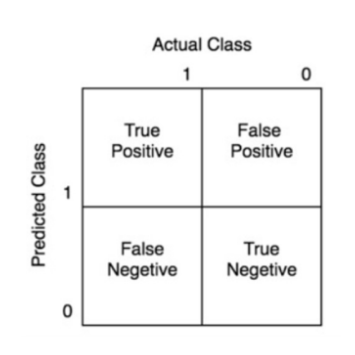 Actual Class
1 0
True False
Positive Positive
Predicted Class
1
False True
Negetive Negetive
0